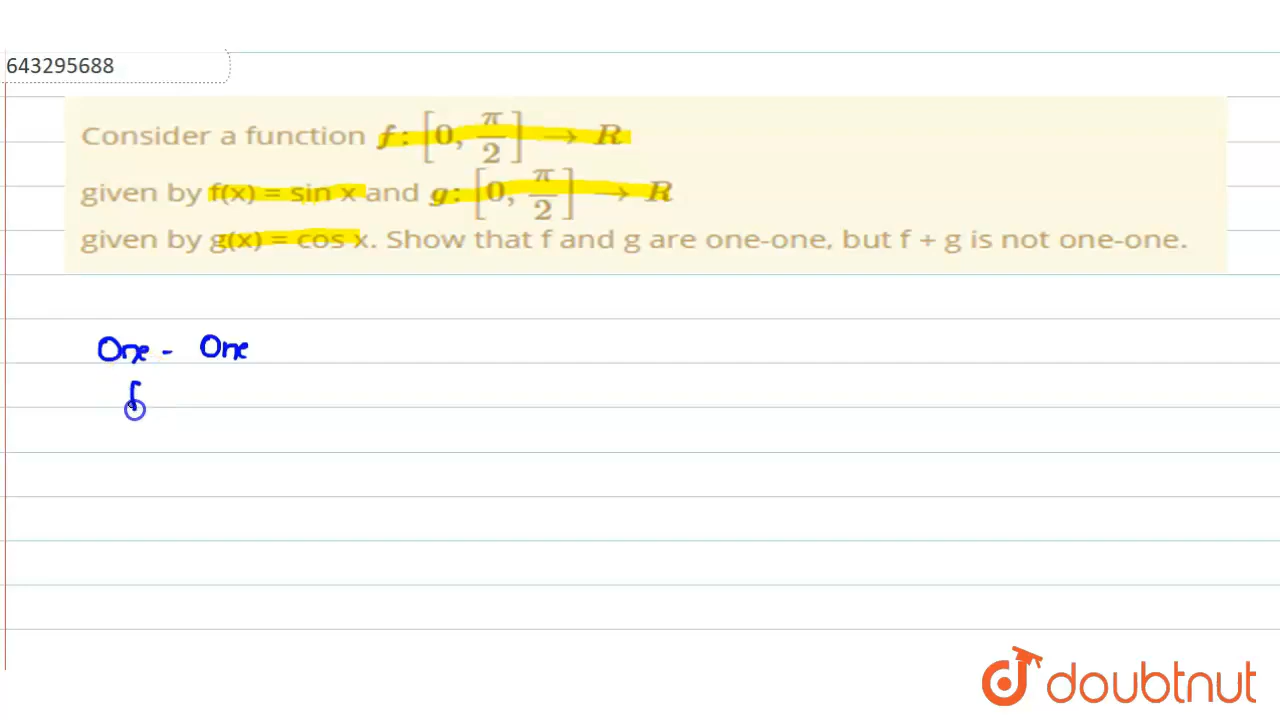 643295688
Consider a function f : [0, π/2] → R
given by f(x) = sin x and g : [0, π/2] → R
given by g(x) = cos x. Show that f and g are one-one, but f + g is not one-one.
One - One
f
doubtnut